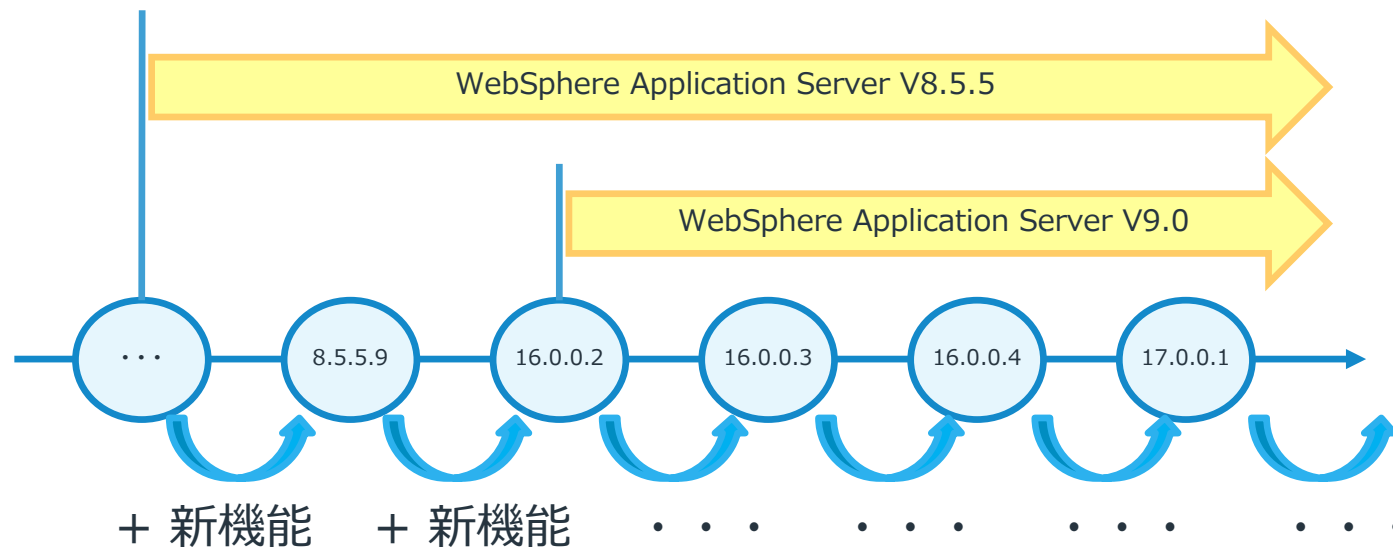 WebSphere Application Server V8.5.5
WebSphere Application Server V9.0
・・・
8.5.5.9
16.0.0.2
16.0.0.3
16.0.0.4
17.0.0.1
+ 新機能
+ 新機能
・・・
・・・
・・・
・・・